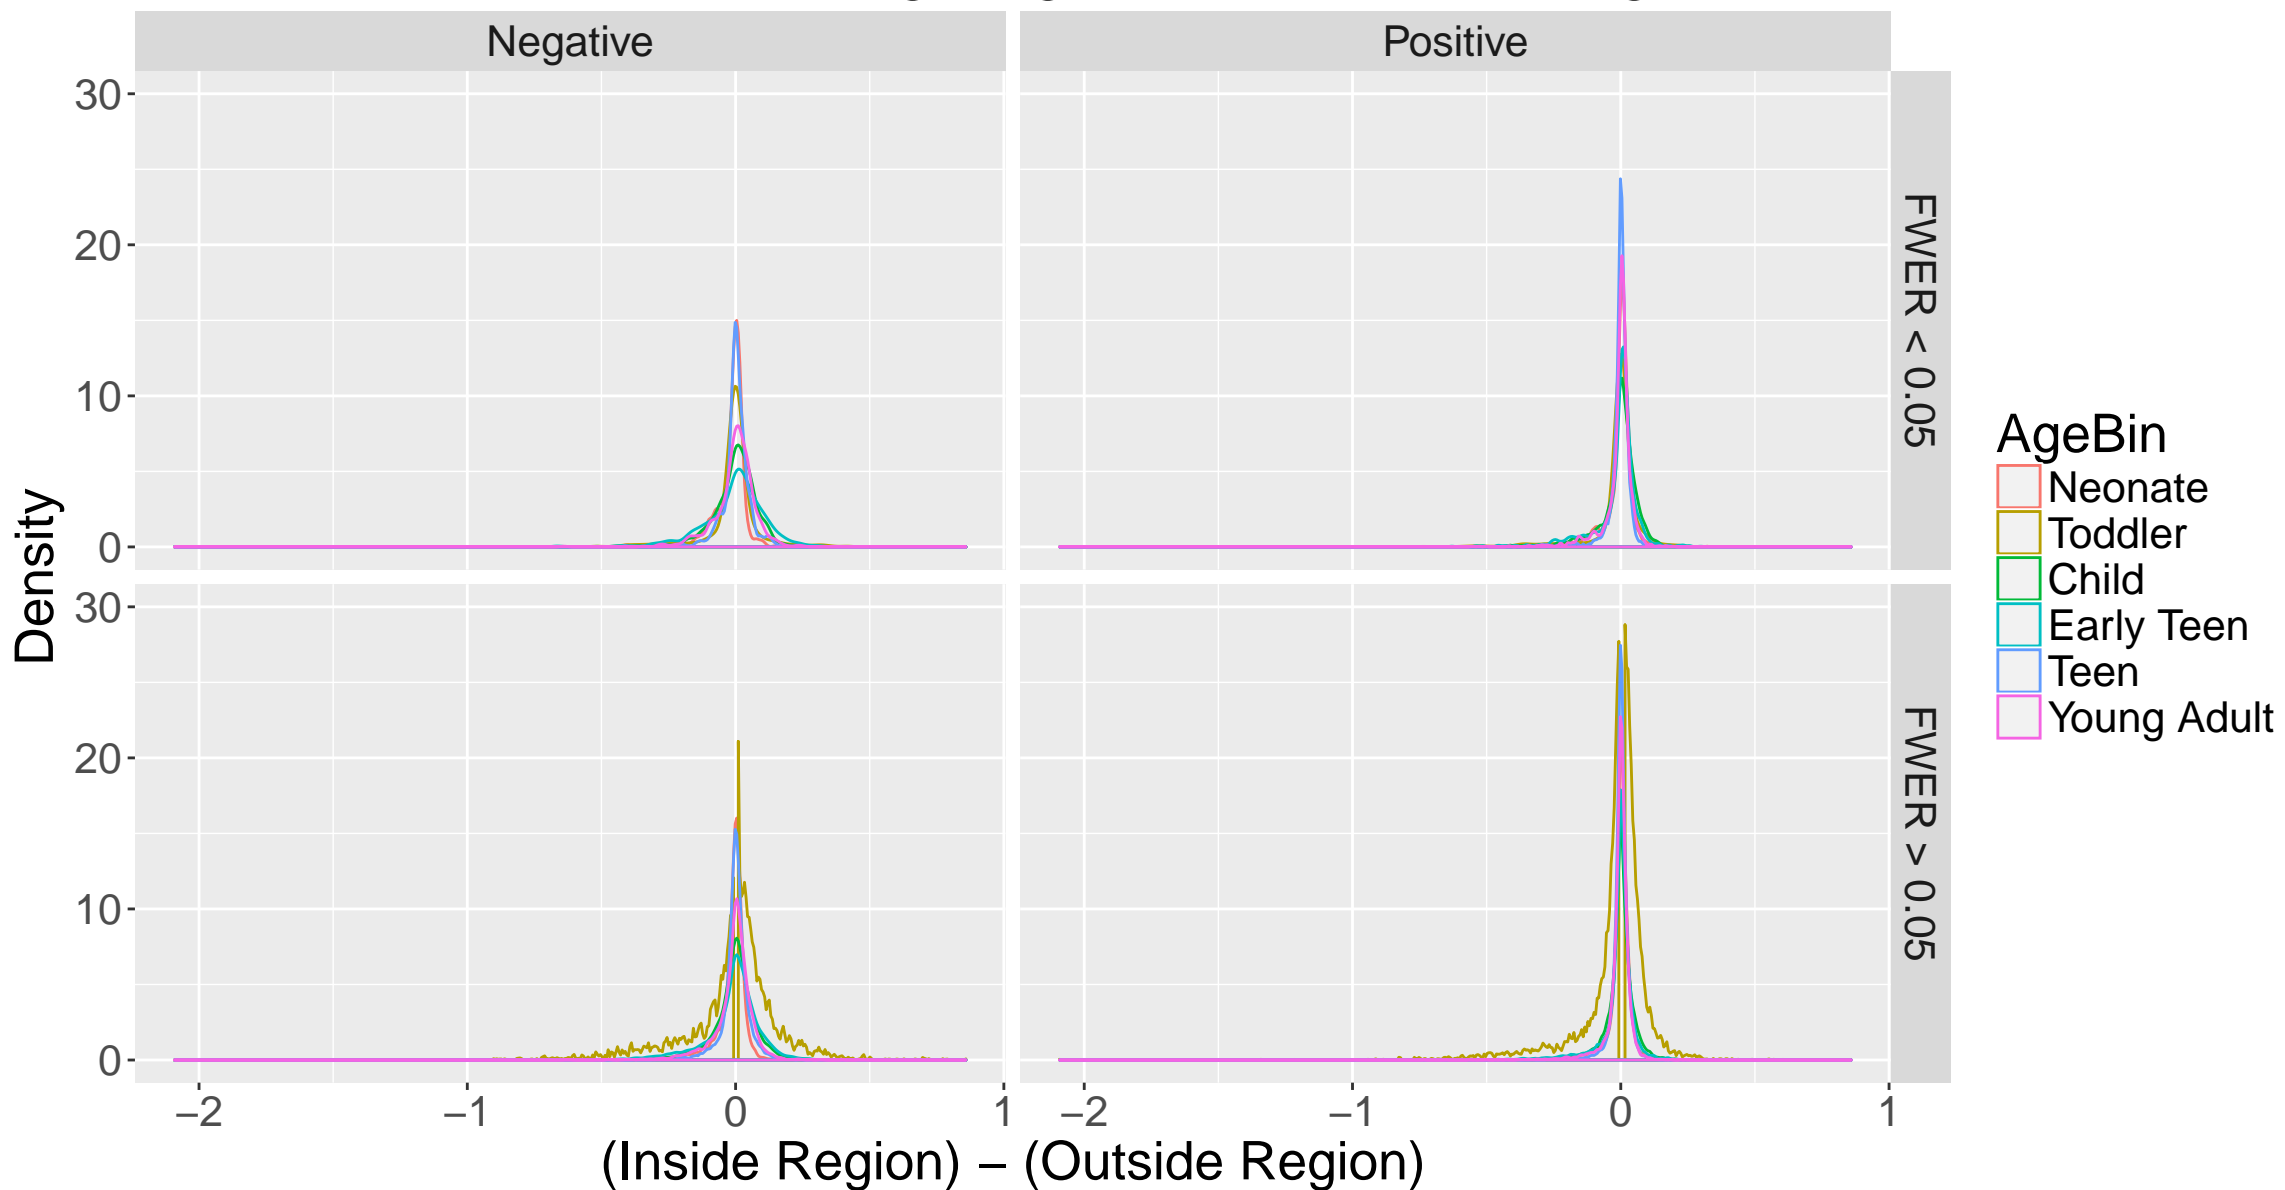 Negative
Positive
30
20
10
0
FWER < 0.05
30
20
10
0
FWER > 0.05
Density
−2
−1
0
1
−2
−1
0
1
(Inside Region) − (Outside Region)
AgeBin
Neonate
Toddler
Child
Early Teen
Teen
Young Adult